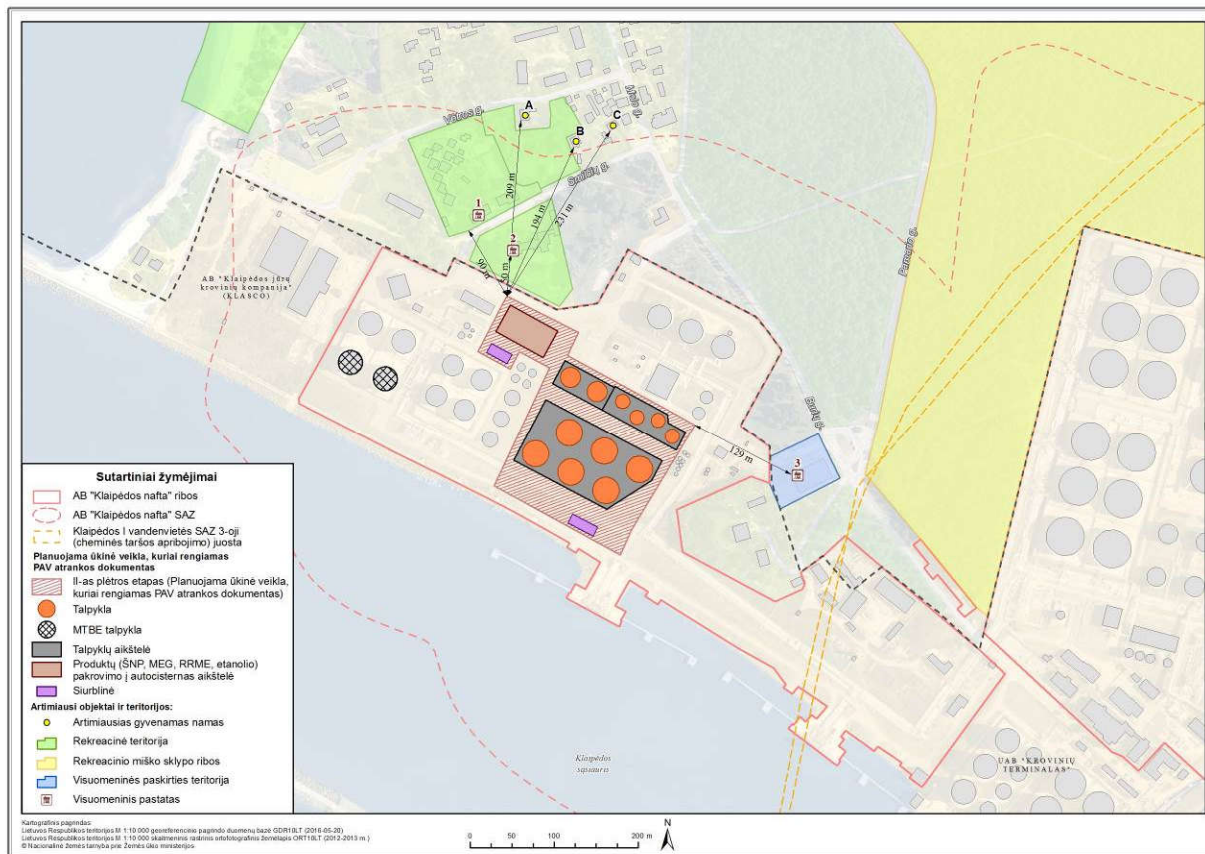 Vėtros g.
A
B
C
Smilčių g.
Pamario g.
Burių g.
1
2
3
209 m
194 m
231 m
90 m
129 m
AB "Klaipėdos jūrų
krovinių kompanija"
(KLASCO)
Klaipėdos
sąsiauris
UAB "KROVINIŲ
TERMINALAS"
Sutartiniai žymėjimai
AB "Klaipėdos nafta" ribos
AB "Klaipėdos nafta" SAZ
Klaipėdos I vandenvietės SAZ 3-oji
(cheminės taršos apribojimo) juosta
Planuojama ūkinė veikla, kuriai rengiamas
PAV atrankos dokumentas
II-as plėtros etapas (Planuojama ūkinė veikla,
kuriai rengiamas PAV atrankos dokumentas)
Talpykla
MTBE talpykla
Talpyklų aikštelė
Produktų (ŠNP, MEG, RRME, etanolio)
pakrovimo į autocisternas aikštelė
Siurblinė
Artimiausi objektai ir teritorijos:
Artimiausias gyvenamas namas
Rekreacinė teritorija
Rekreacinio miško sklypo ribos
Visuomeninės paskirties teritorija
Visuomeninis pastatas
Kartografinis pagrindas:
Lietuvos Respublikos teritorijos M 1:10 000 georeferencinio pagrindo duomenų bazė GDR10LT (2016-05-20)
Lietuvos Respublikos teritorijos M 1:10 000 skaitmeninis rastrinis ortofotografinis žemėlapis ORT10LT (2012-2013 m.)
© Nacionalinė žemės tarnyba prie Žemės ūkio ministerijos
0 50 100 200 m
N